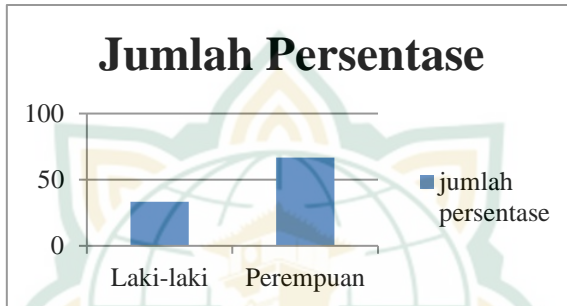 Jumlah Persentase
100
50
0
Laki-laki Perempuan
jumlah
persentase